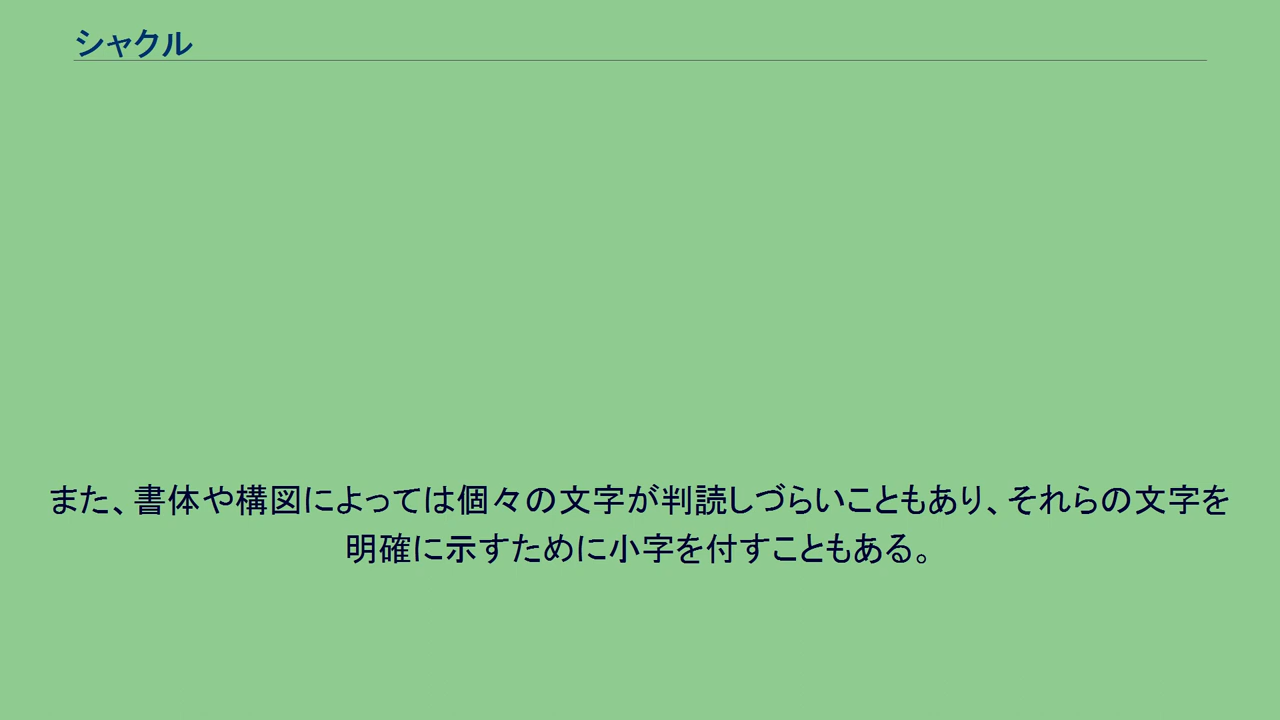 シャクル
また、書体や構図によっては個々の文字が判読しづらいこともあり、それらの文字を
明確に示すために小字を付すこともある。